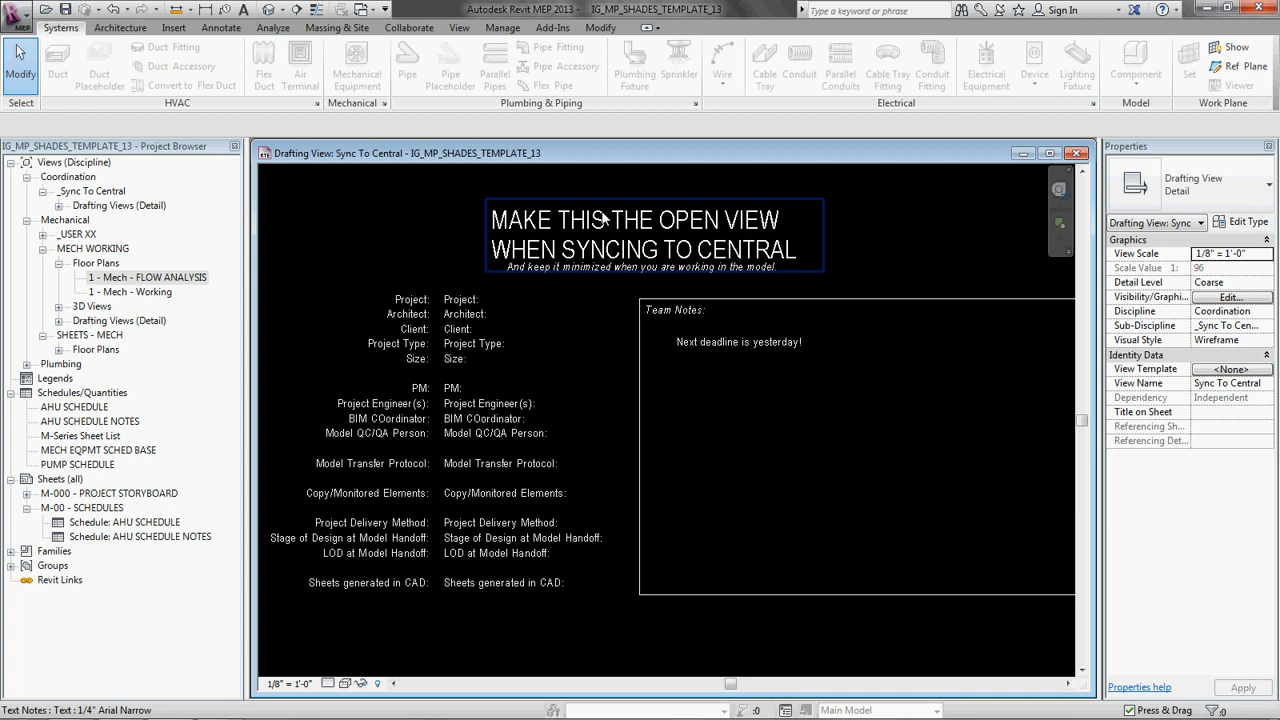 Autodesk Revit MEP 2013 - IG_MP_SHADES_TEMPLATE_13
Type a keyword or phrase
Sign In
MEP
Systems Architecture Insert Annotate Analyze Massing & Site Collaborate View Manage Add-Ins Modify
Modify
Duct
Duct Placeholder
Duct Fitting
Duct Accessory
Convert to Flex Duct
Flex Duct
Air Terminal
Mechanical Equipment
Pipe
Pipe Placeholder
Parallel Pipes
Pipe Fitting
Pipe Accessory
Flex Pipe
Plumbing Fixture
Sprinkler
Wire
Cable Tray
Conduit
Parallel Conduits
Cable Tray Fitting
Conduit Fitting
Electrical Equipment
Device
Lighting Fixture
Component
Set
Show
Ref Plane
Viewer
Select HVAC Mechanical Plumbing & Piping Electrical Model Work Plane
IG_MP_SHADES_TEMPLATE_13 - Project Browser
Views (Discipline)
Coordination
_Sync To Central
Drafting Views (Detail)
Mechanical
_USER XX
MECH WORKING
Floor Plans
1 - Mech - FLOW ANALYSIS
1 - Mech - Working
3D Views
Drafting Views (Detail)
SHEETS - MECH
Floor Plans
Plumbing
Legends
Schedules/Quantities
AHU SCHEDULE
AHU SCHEDULE NOTES
M-Series Sheet List
MECH EQPMT SCHED BASE
PUMP SCHEDULE
Sheets (all)
M-000 - PROJECT STORYBOARD
M-00 - SCHEDULES
Schedule: AHU SCHEDULE
Schedule: AHU SCHEDULE NOTES
Families
Groups
Revit Links
Drafting View: Sync To Central - IG_MP_SHADES_TEMPLATE_13
MAKE THIS THE OPEN VIEW
WHEN SYNCING TO CENTRAL
And keep it minimized when you are working in the model.
Project: Project:
Architect: Architect:
Client: Client:
Project Type: Project Type:
Size: Size:
PM: PM:
Project Engineer(s): Project Engineer(s):
BIM COordinator: BIM COordinator:
Model QC/QA Person: Model QC/QA Person:
Model Transfer Protocol: Model Transfer Protocol:
Copy/Monitored Elements: Copy/Monitored Elements:
Project Delivery Method: Project Delivery Method:
Stage of Design at Model Handoff: Stage of Design at Model Handoff:
LOD at Model Handoff: LOD at Model Handoff:
Sheets generated in CAD: Sheets generated in CAD:
Team Notes:
Next deadline is yesterday!
1/8" = 1'-0"
Properties
Drafting View
Detail
Drafting View: Sync Edit Type
Graphics
View Scale 1/8" = 1'-0"
Scale Value 1: 96
Detail Level Coarse
Visibility/Graphi... Edit...
Discipline Coordination
Sub-Discipline _Sync To Cen...
Visual Style Wireframe
Identity Data
View Template <None>
View Name Sync To Central
Dependency Independent
Title on Sheet
Referencing Sh...
Referencing Det...
Properties help Apply
Text Notes : Text : 1/4" Arial Narrow
:0
Main Model
Press & Drag
:0